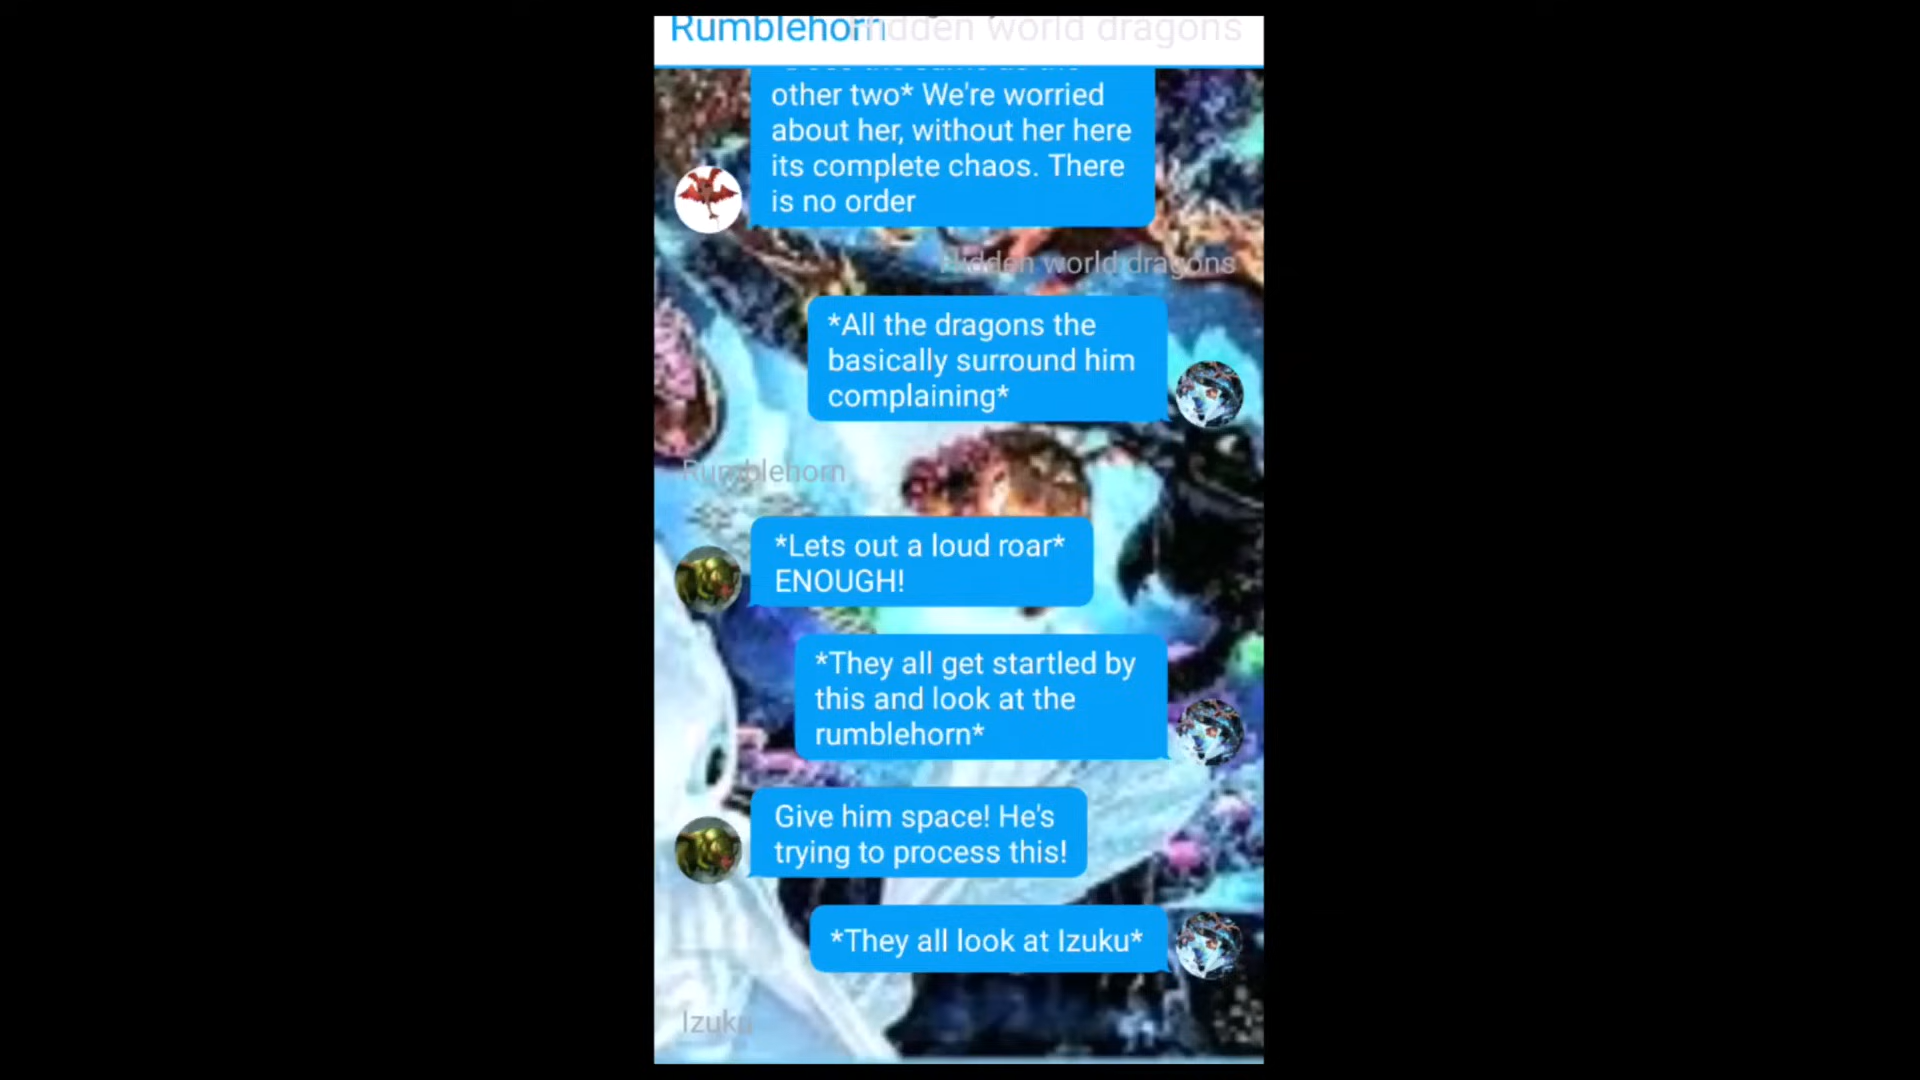 Rumblehorn
Hidden world dragons
other two* We're worried
about her, without her here
its complete chaos. There
is no order
Hidden world dragons
*All the dragons the
basically surround him
complaining*
Rumblehorn
*Lets out a loud roar*
ENOUGH!
*They all get startled by
this and look at the
rumblehorn*
Give him space! He's
trying to process this!
*They all look at Izuku*
Izuku